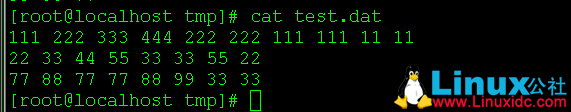 [root@localhost tmp]# cat test.dat
111 222 333 444 222 222 111 111 11 11
22 33 44 55 33 33 55 22
77 88 77 77 88 99 33 33
[root@localhost tmp]#
Linux公社
www.Linuxidc.com